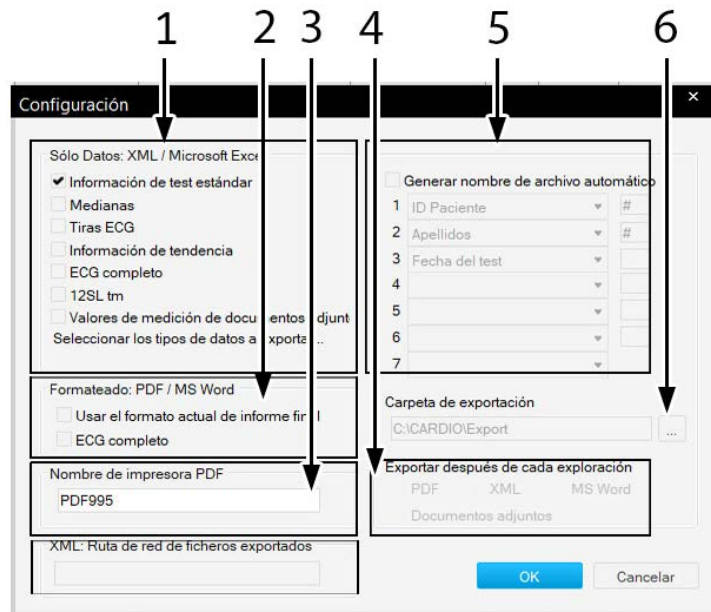 1 2 3 4 5 6
Configuración ×
Sólo Datos: XML / Microsoft Exce
Información de test estándar
Medianas
Tiras ECG
Información de tendencia
ECG completo
12SL tm
Valores de medición de documentos adjunt
Seleccionar los tipos de datos a exportar...
Formateado: PDF / MS Word
Usar el formato actual de informe final
ECG completo
Nombre de impresora PDF
PDF995
XML: Ruta de red de ficheros exportados
Generar nombre de archivo automático
1 ID Paciente #
2 Apellidos #
3 Fecha del test
4
5
6
7
Carpeta de exportación
C:\CARDIO\Export ...
Exportar después de cada exploración
PDF XML MS Word
Documentos adjuntos
OK Cancelar